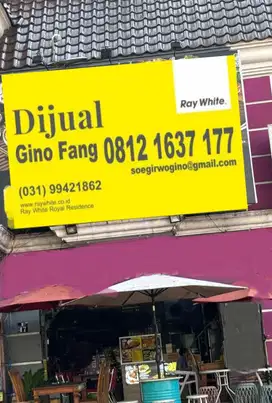 Ray White.
Dijual
Gino Fang 0812 1637 177
soegirwogino@gmail.com
(031) 99421862
www.raywhite.co.id
Ray White Royal Residence